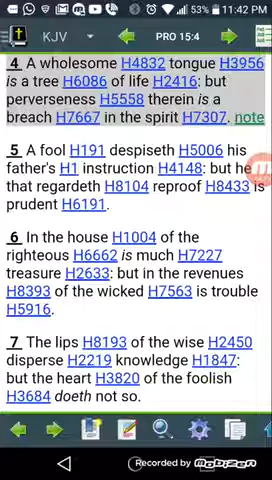 53% 11:42 PM
KJV PRO 15:4
4 A wholesome H4832 tongue H3956
is a tree H6086 of life H2416: but
perverseness H5558 therein is a
breach H7667 in the spirit H7307. note
5 A fool H191 despiseth H5006 his
father's H1 instruction H4148: but he
that regardeth H8104 reproof H8433 is
prudent H6191.
6 In the house H1004 of the
righteous H6662 is much H7227
treasure H2633: but in the revenues
H8393 of the wicked H7563 is trouble
H5916.
7 The lips H8193 of the wise H2450
disperse H2219 knowledge H1847:
but the heart H3820 of the foolish
H3684 doeth not so.
Recorded by Mobizen